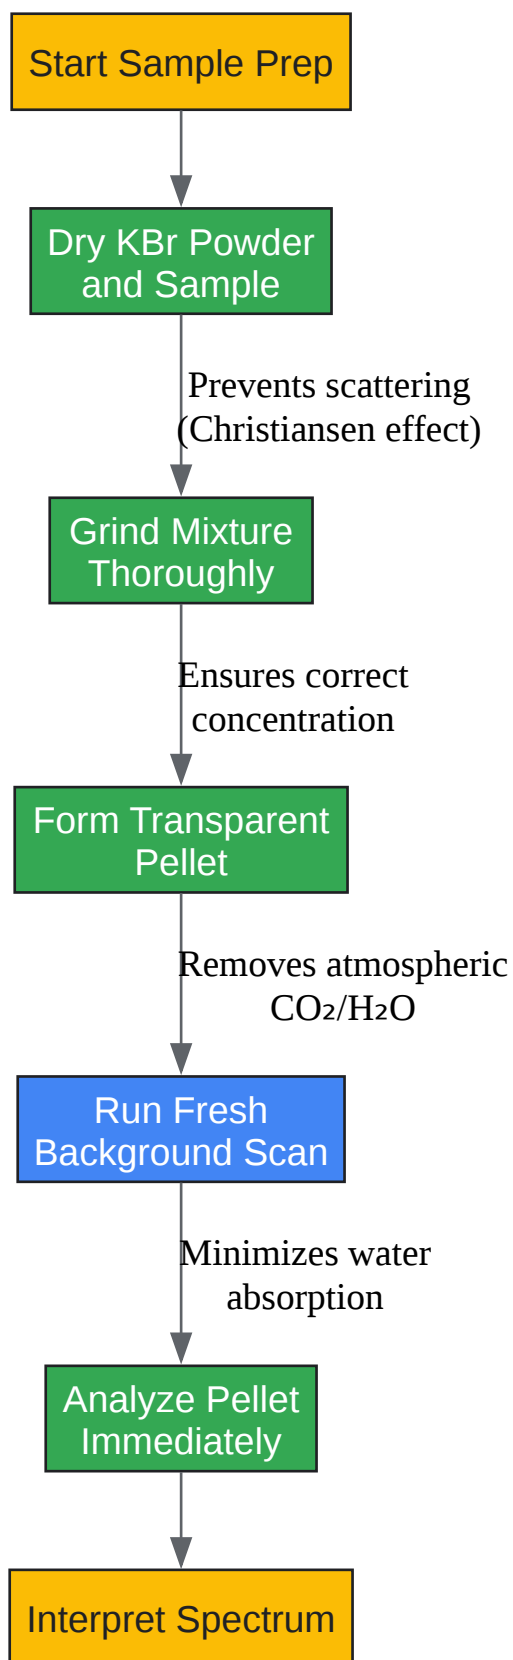 Start Sample Prep
Dry KBr Powder
and Sample
Prevents scattering
(Christiansen effect)
Grind Mixture
Thoroughly
Ensures correct
concentration
Form Transparent
Pellet
Removes atmospheric
CO₂/H₂O
Run Fresh
Background Scan
Minimizes water
absorption
Analyze Pellet
Immediately
Interpret Spectrum